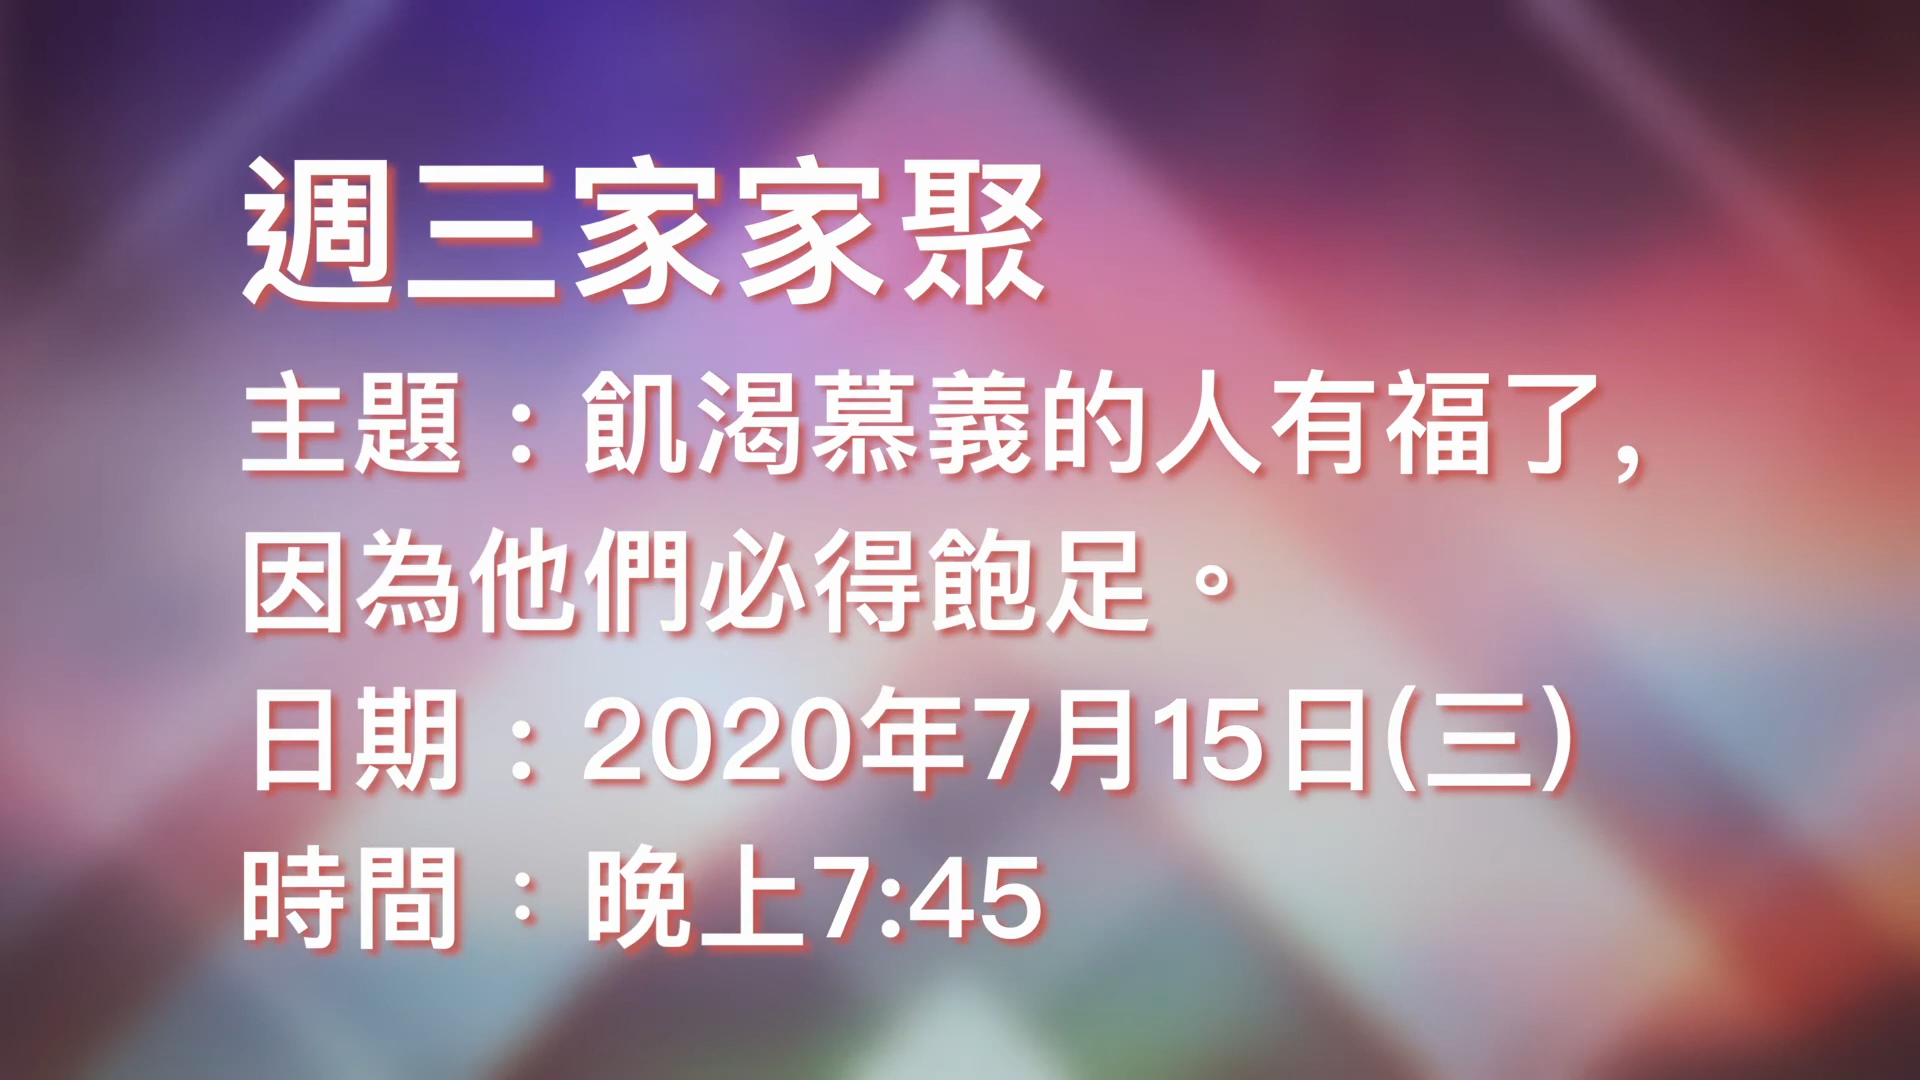 週三家家聚
主題：飢渴慕義的人有福了,
因為他們必得飽足。
日期：2020年7月15日(三)
時間：晚上7:45